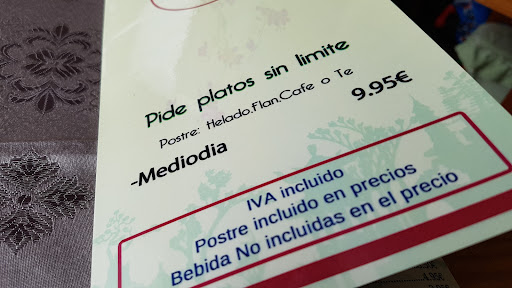 Pide platos sin limite
Postre: Helado.Flan.Cafe o Te
-Mediodia 9.95€
IVA incluido
Postre incluido en precios
Bebida No incluidas en el precio